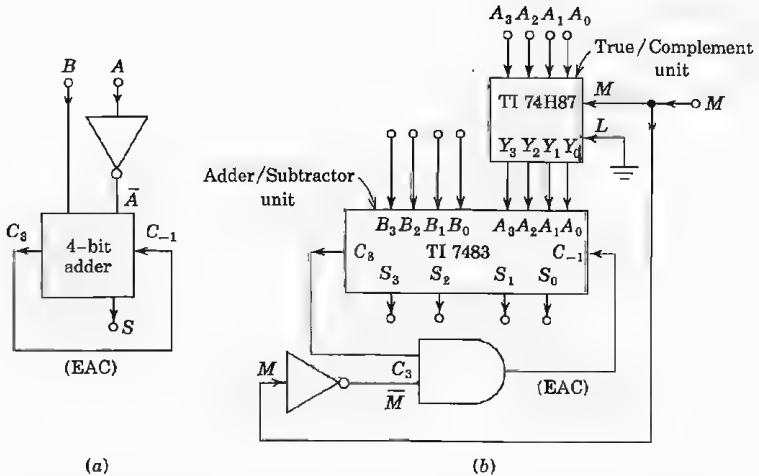 B
A
Ā
C₃
C₋₁
4-bit
adder
S
(EAC)
(a)
A₃ A₂ A₁ A₀
True/Complement
unit
TI 74H87
M
M
L
Y₃ Y₂ Y₁ Y₀
Adder/Subtractor
unit
B₃ B₂ B₁ B₀
A₃ A₂ A₁ A₀
C₃
TI 7483
C₋₁
S₃
S₂
S₁
S₀
M
C₃
M̅
(EAC)
(b)